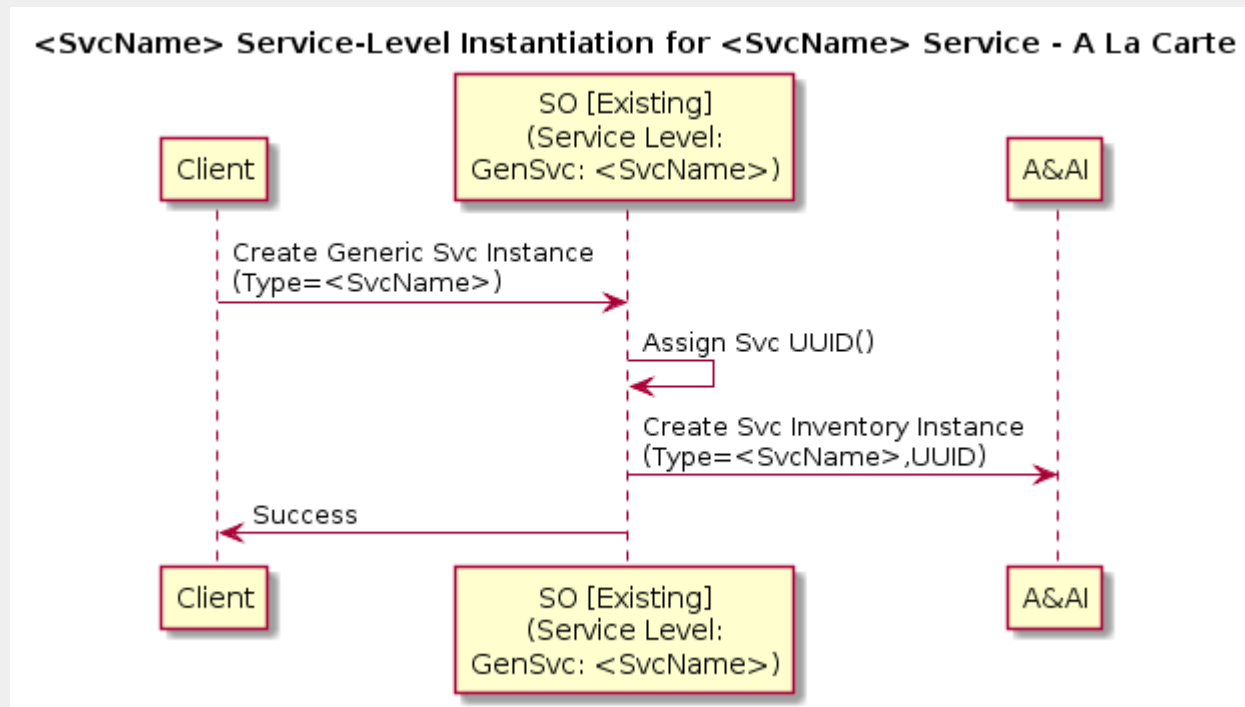 <SvcName> Service-Level Instantiation for <SvcName> Service - A La Carte
SO [Existing]
(Service Level:
GenSvc: <SvcName>)
Client
A&AI
Create Generic Svc Instance
(Type=<SvcName>)
Assign Svc UUID()
Create Svc Inventory Instance
(Type=<SvcName>,UUID)
Success
Client
SO [Existing]
(Service Level:
GenSvc: <SvcName>)
A&AI